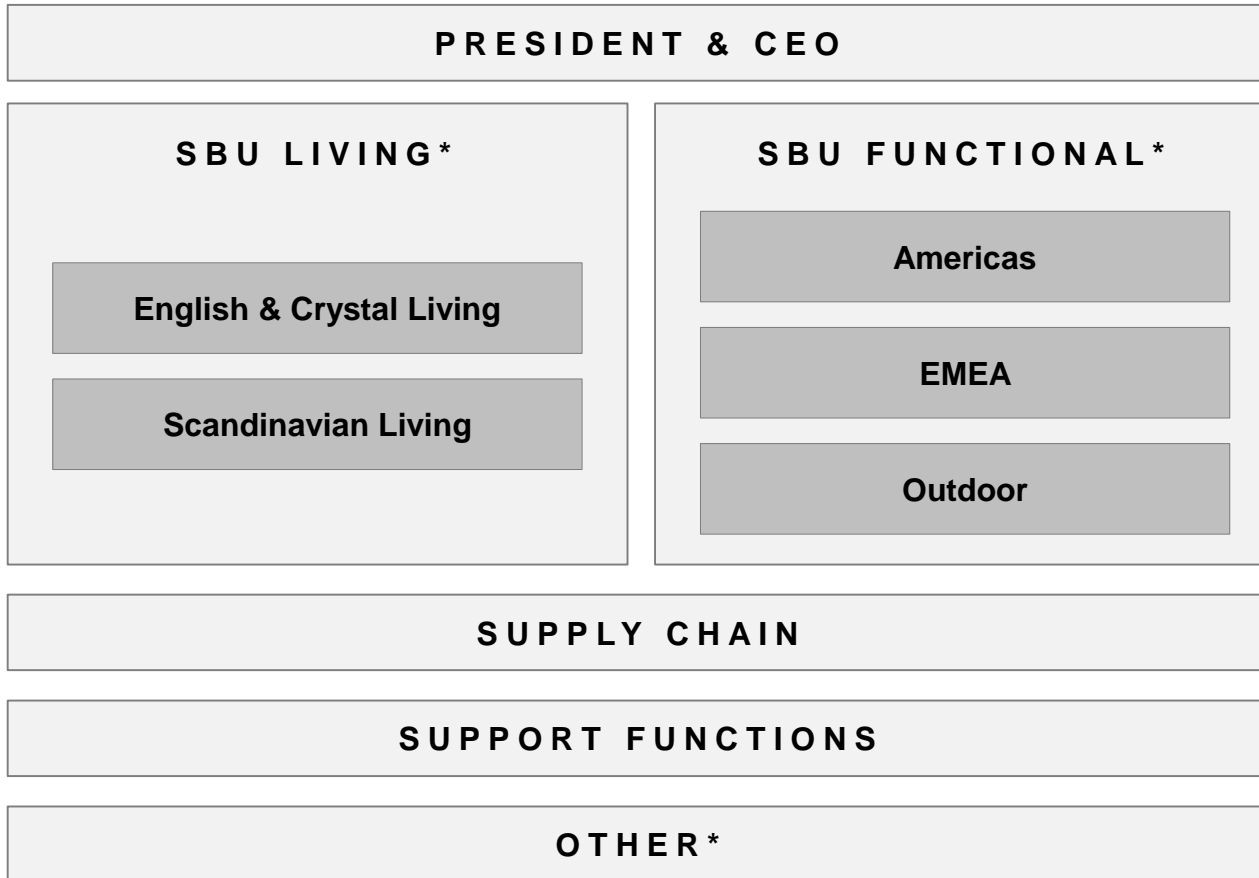 PRESIDENT & CEO
SBU LIVING*
English & Crystal Living
Scandinavian Living
SBU FUNCTIONAL*
Americas
EMEA
Outdoor
SUPPLY CHAIN
SUPPORT FUNCTIONS
OTHER*